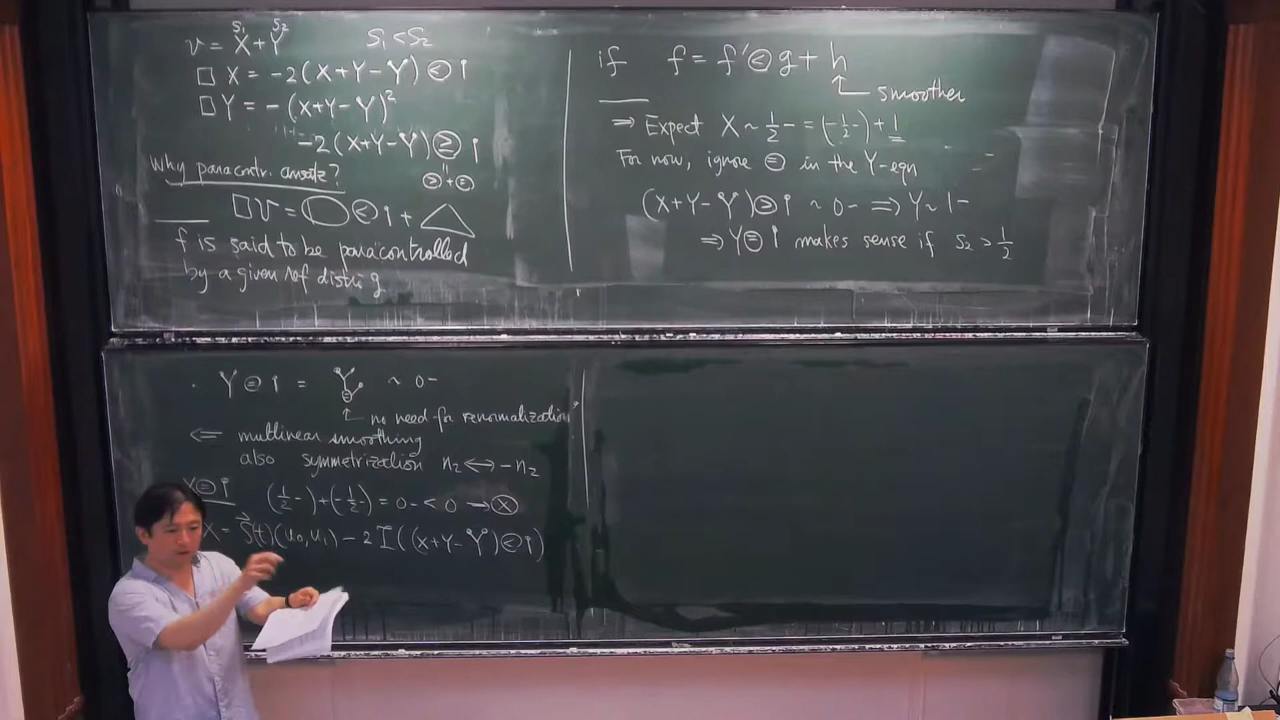 v = X + Y   S₁ < S₂
S₁   S₂
□ X = -2(X+Y-Y) ⧀ !
□ Y = -(X+Y-Y)²
-2(X+Y-Y) ⊜ !
⧁ + ⊜
Why paracontr. ansatz?
□ v = ◯ ⧀ ! + △
f is said to be paracontrolled
by a given ref distri g
if   f = f' ⧀ g + h
smoother
⇒ Expect X ~ ½- = (-½-) + 1
For now, ignore ⊜ in the Y-eqn
(X+Y-Y) ⧁ ! ~ 0- ⇒ Y ~ 1-
⇒ Y ⊜ ! makes sense if S₂ > ½
· Y ⊜ ! = Y ~ 0-
↑ no need for "renormalization"
⇐ multilinear smoothing
also symmetrization n₂ ⟷ -n₂
X ⊜ !   (½-) + (-½-) = 0- < 0 → ⊗
X = S⃗(t)(u₀,u₁) - 2 I((X+Y-Y) ⧀ !)